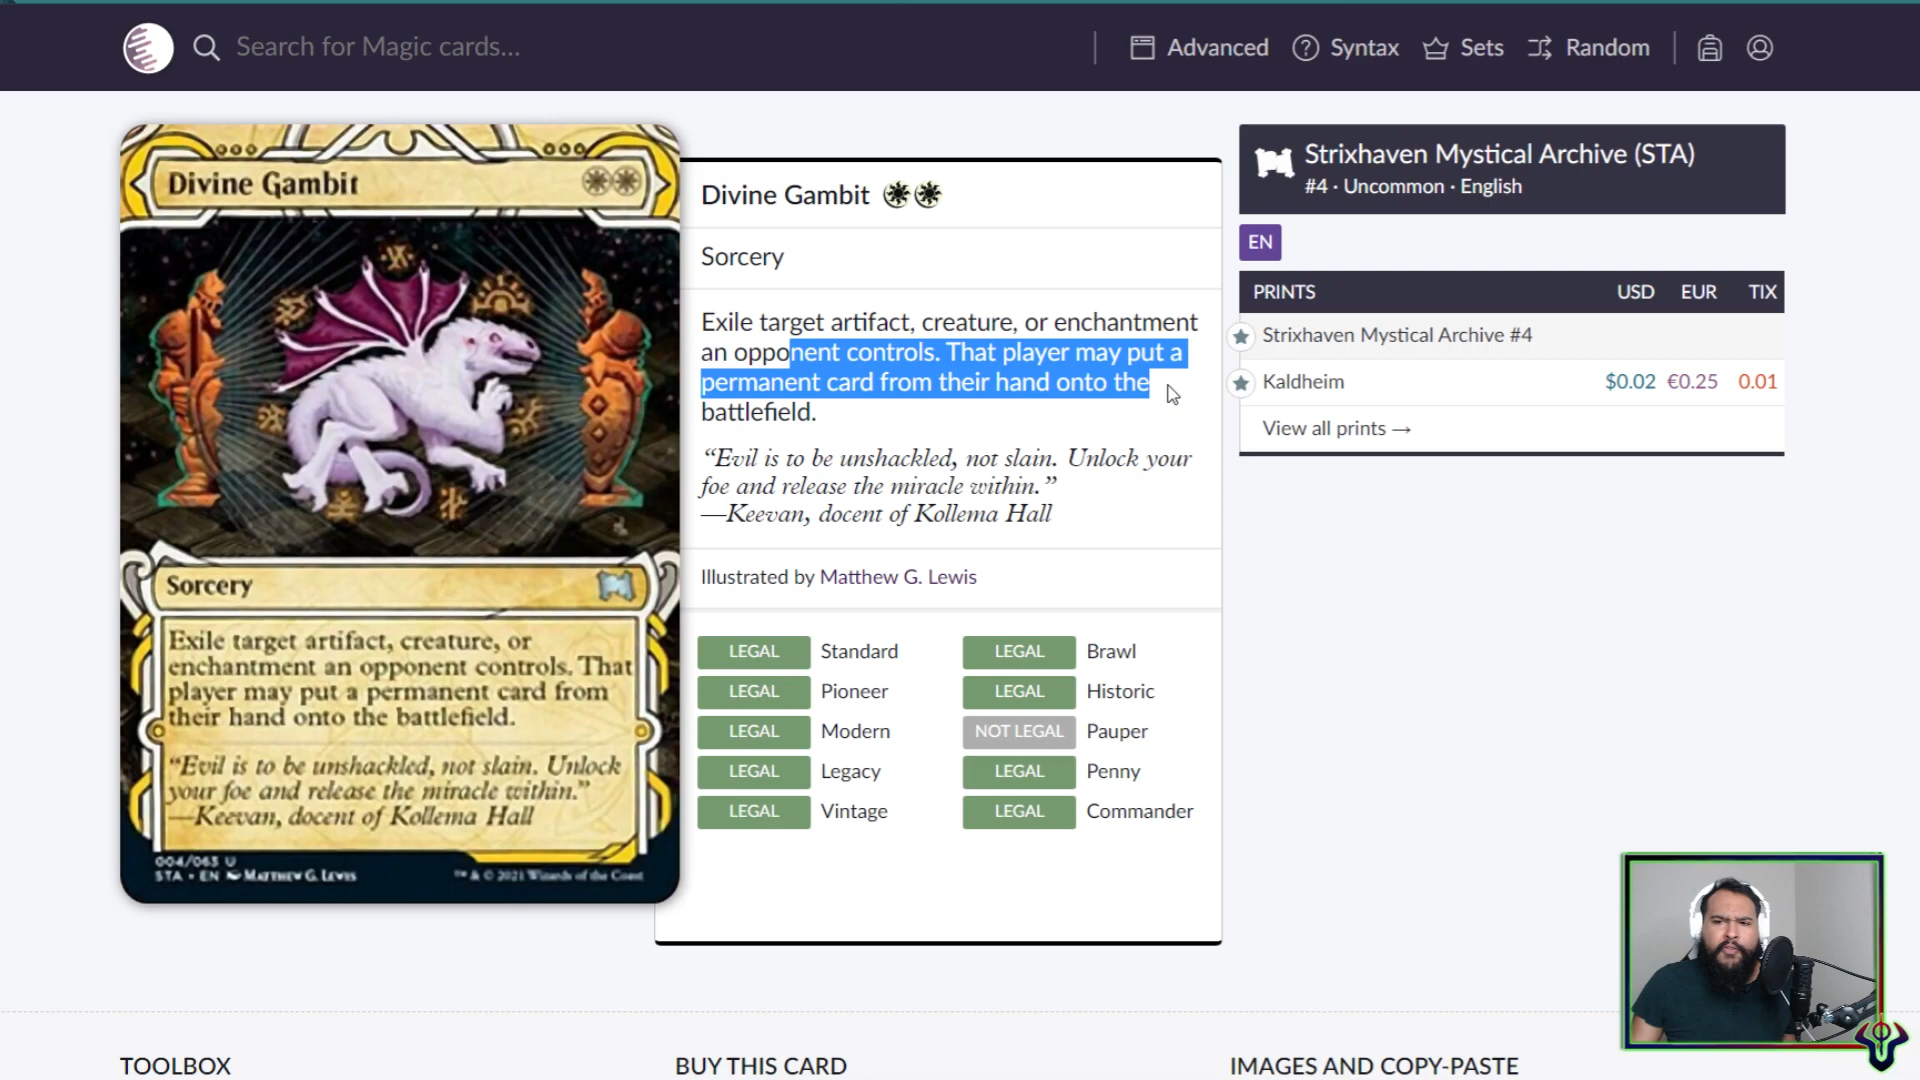 Search for Magic cards...
Advanced
Syntax
Sets
Random
Divine Gambit
Sorcery
Exile target artifact, creature, or
enchantment an opponent controls. That
player may put a permanent card from
their hand onto the battlefield.
"Evil is to be unshackled, not slain. Unlock
your foe and release the miracle within."
—Keevan, docent of Kollema Hall
004/063 U
STA • EN MATTHEW G. LEWIS
™ & © 2021 Wizards of the Coast
Divine Gambit
Sorcery
Exile target artifact, creature, or enchantment
an opponent controls. That player may put a
permanent card from their hand onto the
battlefield.
“Evil is to be unshackled, not slain. Unlock your
foe and release the miracle within.”
—Keevan, docent of Kollema Hall
Illustrated by Matthew G. Lewis
LEGAL Standard LEGAL Brawl
LEGAL Pioneer LEGAL Historic
LEGAL Modern NOT LEGAL Pauper
LEGAL Legacy LEGAL Penny
LEGAL Vintage LEGAL Commander
Strixhaven Mystical Archive (STA)
#4 · Uncommon · English
EN
PRINTS USD EUR TIX
Strixhaven Mystical Archive #4
Kaldheim $0.02 €0.25 0.01
View all prints →
TOOLBOX
BUY THIS CARD
IMAGES AND COPY-PASTE